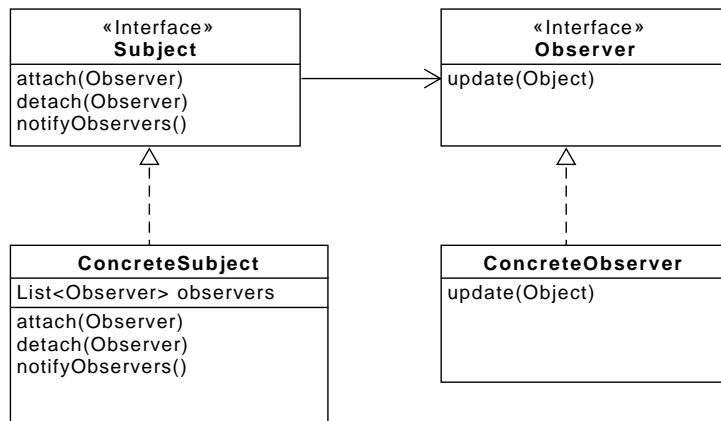 «Interface»
Subject
attach(Observer)
detach(Observer)
notifyObservers()
«Interface»
Observer
update(Object)
ConcreteSubject
List<Observer> observers
attach(Observer)
detach(Observer)
notifyObservers()
ConcreteObserver
update(Object)